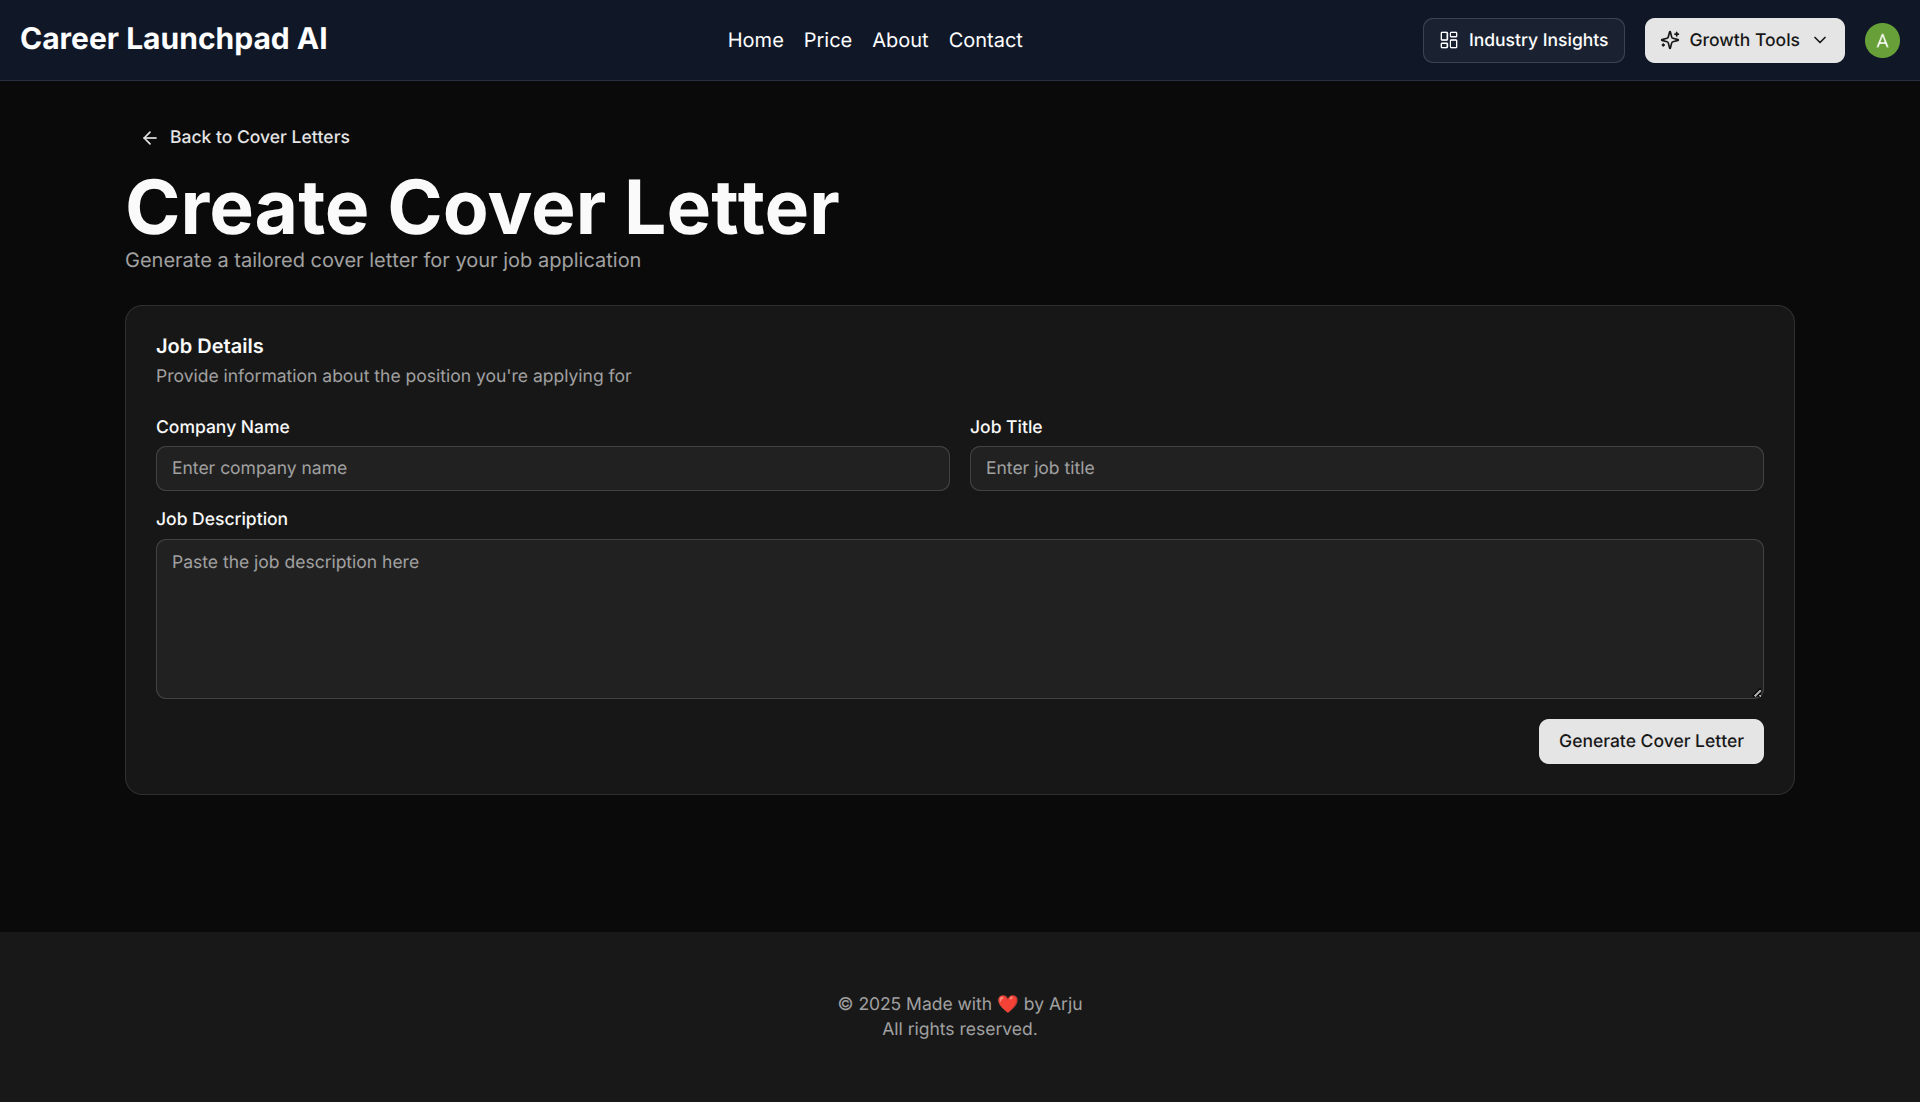 Career Launchpad AI
Home Price About Contact
Industry Insights
Growth Tools
A
Back to Cover Letters
Create Cover Letter
Generate a tailored cover letter for your job application
Job Details
Provide information about the position you're applying for
Company Name
Enter company name
Job Title
Enter job title
Job Description
Paste the job description here
Generate Cover Letter
© 2025 Made with ❤️ by Arju
All rights reserved.